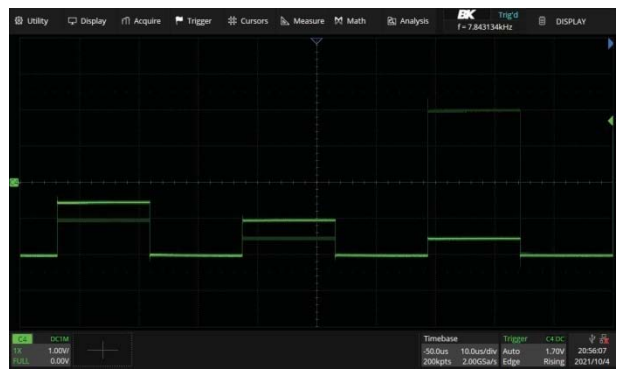 Utility Display Acquire Trigger Cursors Measure Math Analysis BK Trig'd DISPLAY
f = 7.843134kHz
C4
C4 DC1M
1X 1.00V/
FULL 0.00V
Timebase
-50.0us 10.0us/div
200kpts 2.00GSa/s
Trigger C4 DC
Auto 1.70V
Edge Rising
20:56:07
2021/10/4